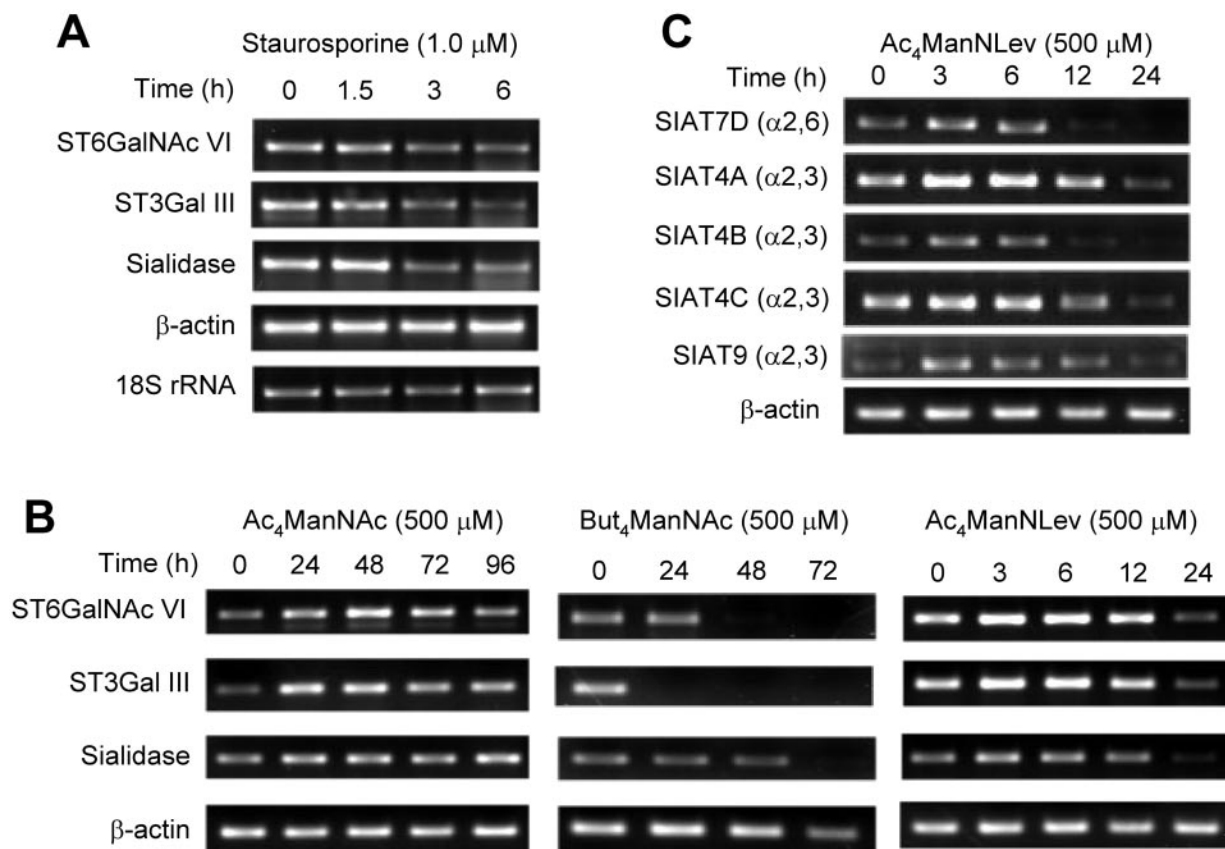 A
Staurosporine (1.0 μM)
Time (h) 0 1.5 3 6
ST6GalNAc VI
ST3Gal III
Sialidase
β-actin
18S rRNA
C
Ac₄ManNLev (500 μM)
0 3 6 12 24
Time (h)
SIAT7D (α2,6)
SIAT4A (α2,3)
SIAT4B (α2,3)
SIAT4C (α2,3)
SIAT9 (α2,3)
β-actin
B
Ac₄ManNAc (500 μM) But₄ManNAc (500 μM) Ac₄ManNLev (500 μM)
Time (h) 0 24 48 72 96 0 24 48 72 0 3 6 12 24
ST6GalNAc VI
ST3Gal III
Sialidase
β-actin